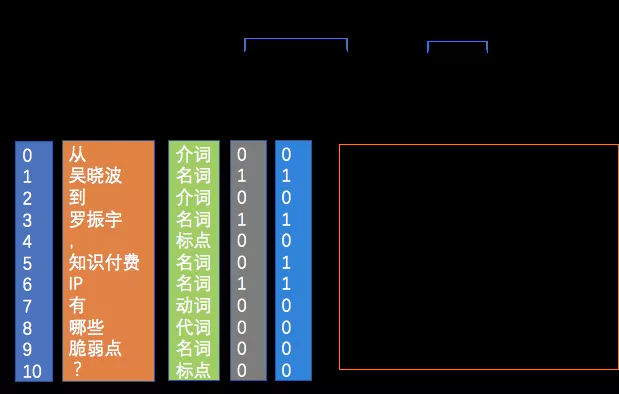 0 从 介词 0 0
1 吴晓波 名词 1 1
2 到 介词 0 0
3 罗振宇 名词 1 1
4 , 标点 0 0
5 知识付费 名词 0 1
6 IP 名词 1 1
7 有 动词 0 0
8 哪些 代词 0 0
9 脆弱点 名词 0 0
10 ? 标点 0 0